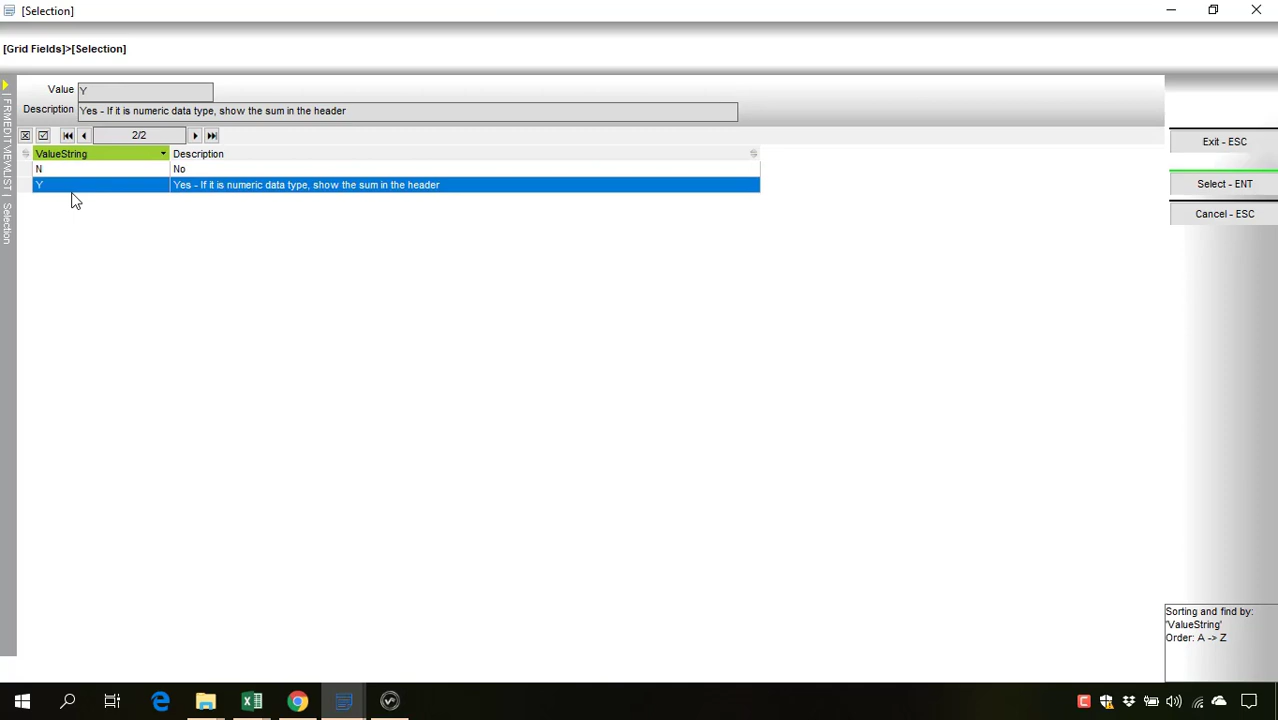 [Selection]
[Grid Fields]>[Selection]
Value Y
Description Yes - If it is numeric data type, show the sum in the header
2/2
ValueString Description
N No
Y Yes - If it is numeric data type, show the sum in the header
FRMEDITVIEWLIST Selection
Exit - ESC
Select - ENT
Cancel - ESC
Sorting and find by:
'ValueString'
Order: A -> Z